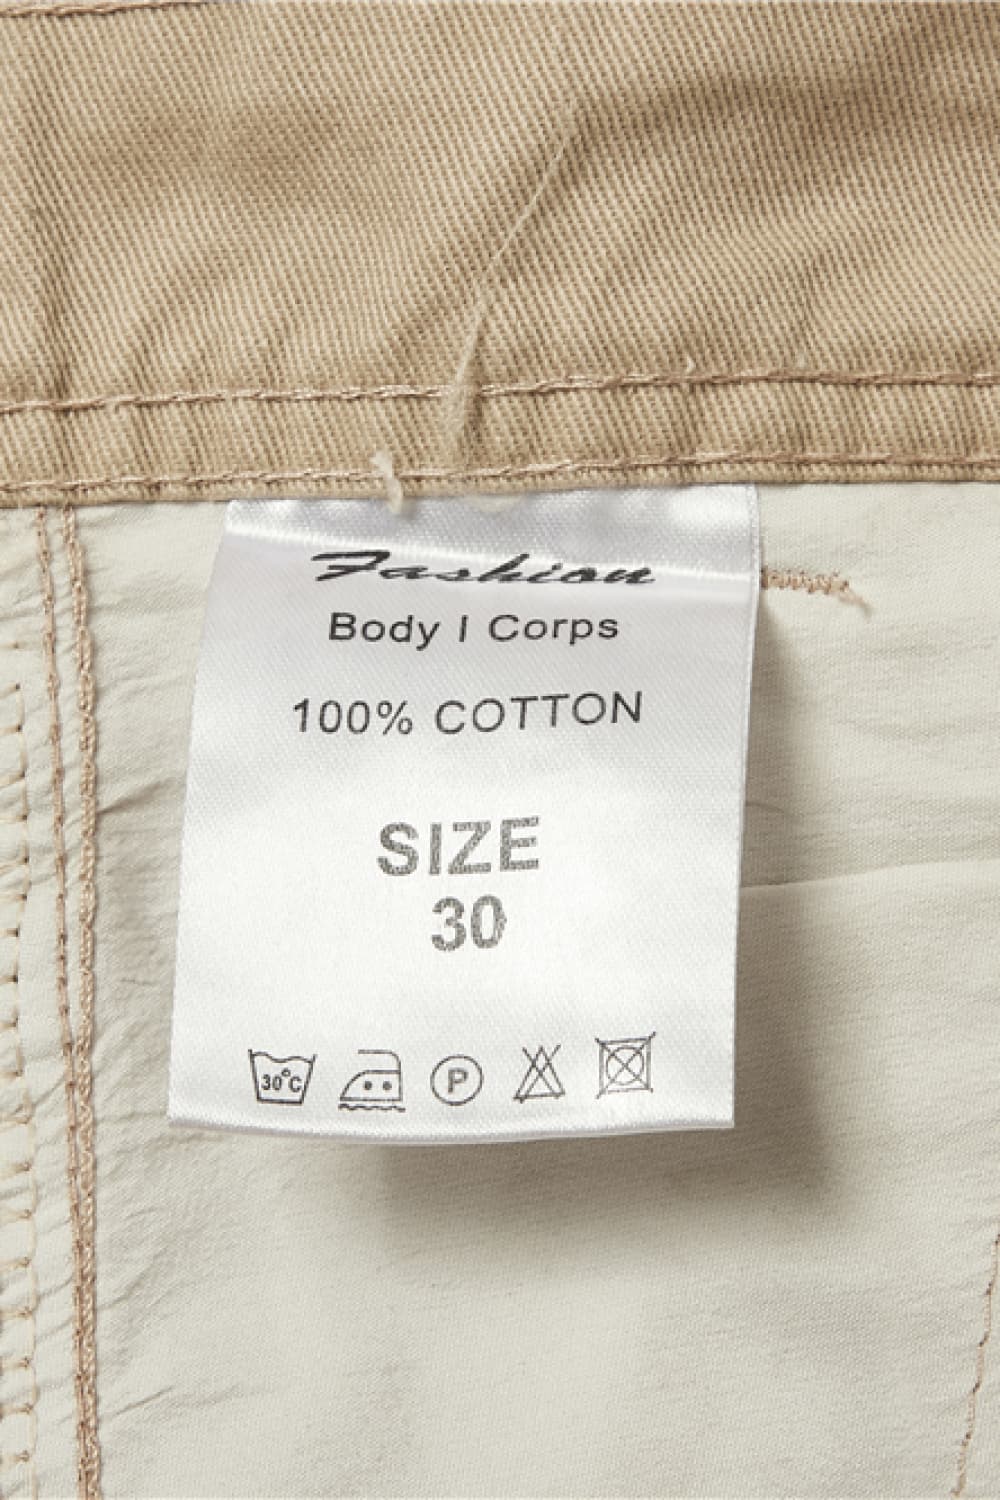 Fashion
Body | Corps
100% COTTON
SIZE
30
30°C P